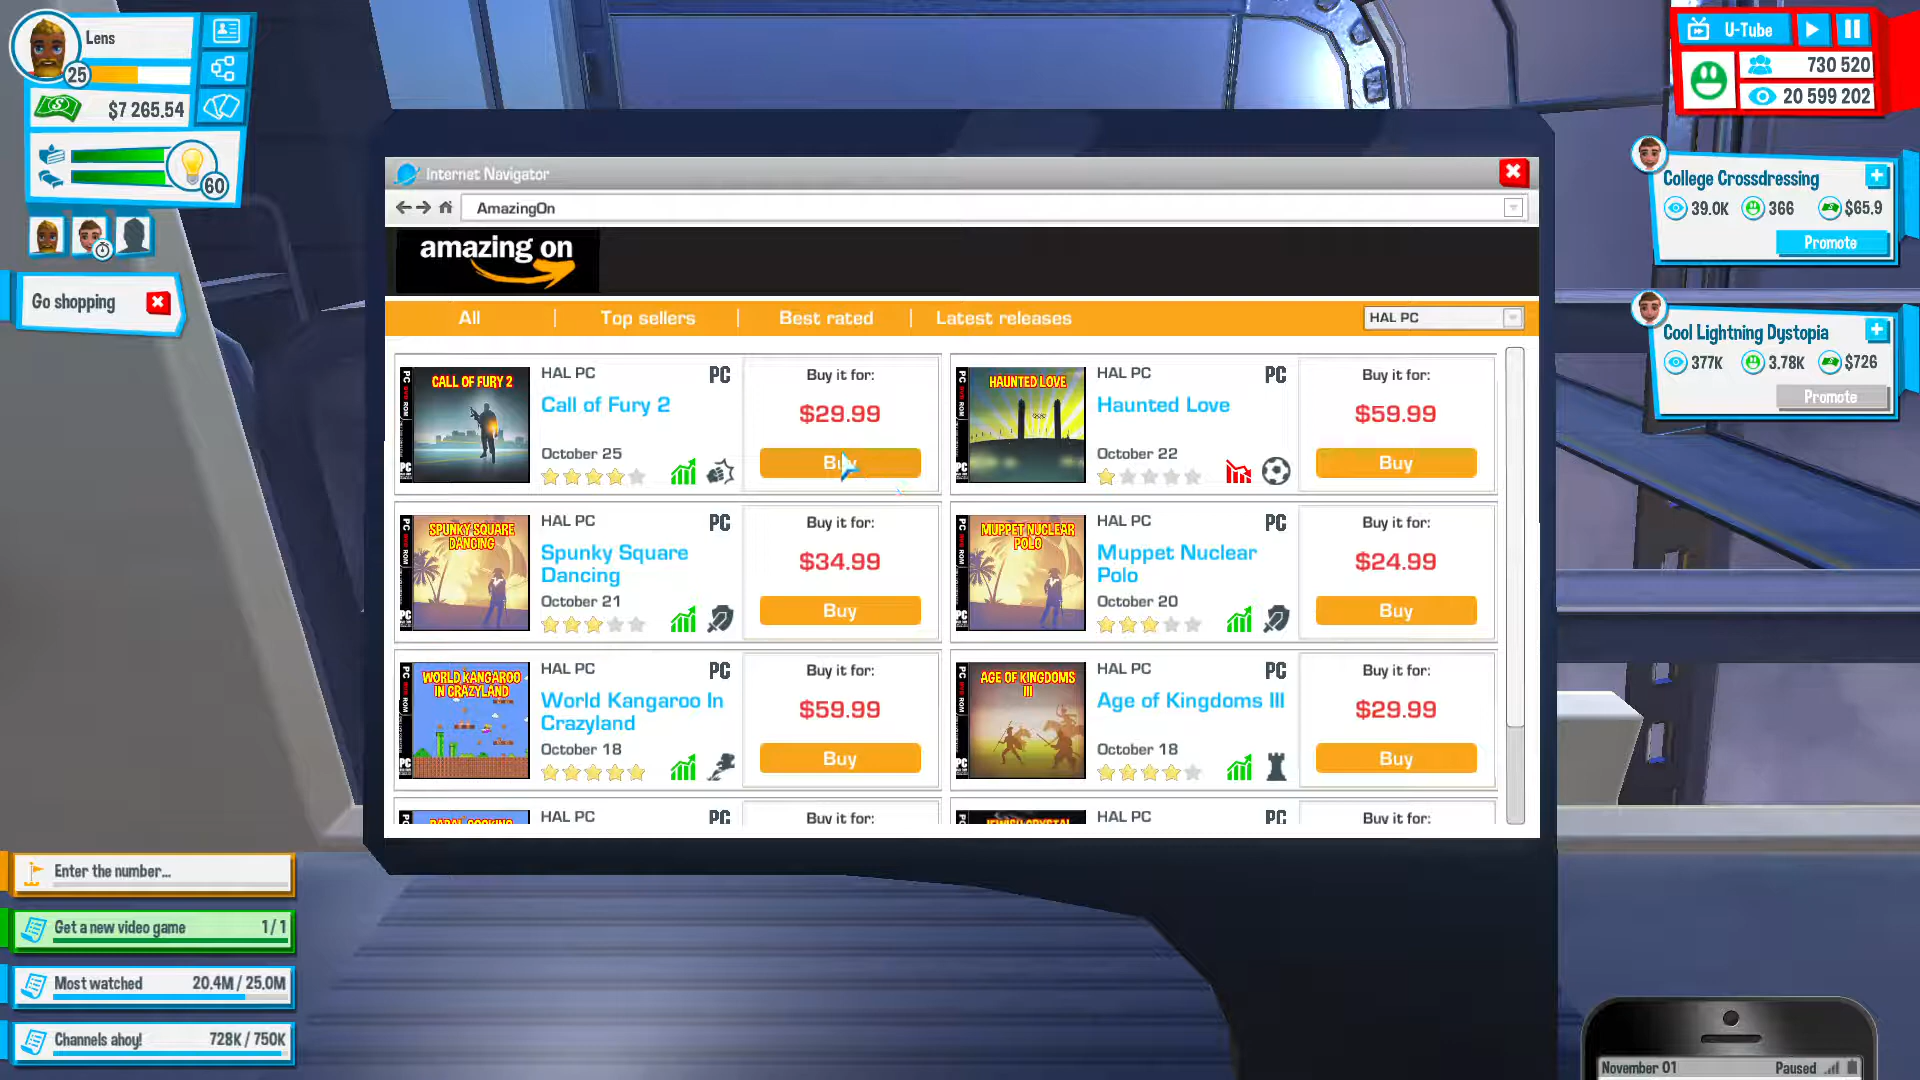 Lens
25
$7 265.54
60
Go shopping
Enter the number...
Get a new video game 1 / 1
Most watched 20.4M / 25.0M
Channels ahoy! 728K / 750K
Internet Navigator
AmazingOn
amazing on
All | Top sellers | Best rated | Latest releases
HAL PC
CALL OF FURY 2
PC
HAL PC PC
Call of Fury 2
October 25
Buy it for:
$29.99
Buy
HAUNTED LOVE
PC
HAL PC PC
Haunted Love
October 22
Buy it for:
$59.99
Buy
SPUNKY SQUARE
DANCING
PC
HAL PC PC
Spunky Square
Dancing
October 21
Buy it for:
$34.99
Buy
MUPPET NUCLEAR
POLO
PC
HAL PC PC
Muppet Nuclear
Polo
October 20
Buy it for:
$24.99
Buy
WORLD KANGAROO
IN CRAZYLAND
PC
HAL PC PC
World Kangaroo In
Crazyland
October 18
Buy it for:
$59.99
Buy
AGE OF KINGDOMS
III
PC
HAL PC PC
Age of Kingdoms III
October 18
Buy it for:
$29.99
Buy
HAL PC PC
Buy it for:
JEWISH CRYSTAL
HAL PC PC
Buy it for:
U-Tube
730 520
20 599 202
College Crossdressing
39.0K 366 $65.9
Promote
Cool Lightning Dystopia
377K 3.78K $726
Promote
November 01 Paused